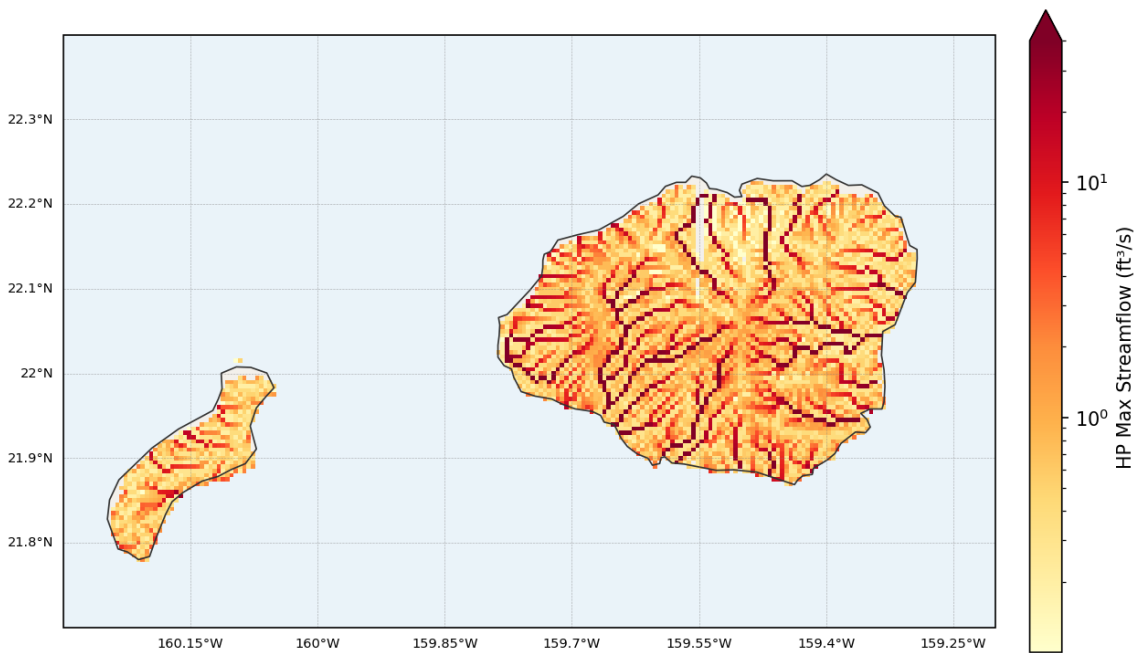 22.3°N
22.2°N
22.1°N
22°N
21.9°N
21.8°N
160.15°W
160°W
159.85°W
159.7°W
159.55°W
159.4°W
159.25°W
10¹
10⁰
HP Max Streamflow (ft³/s)